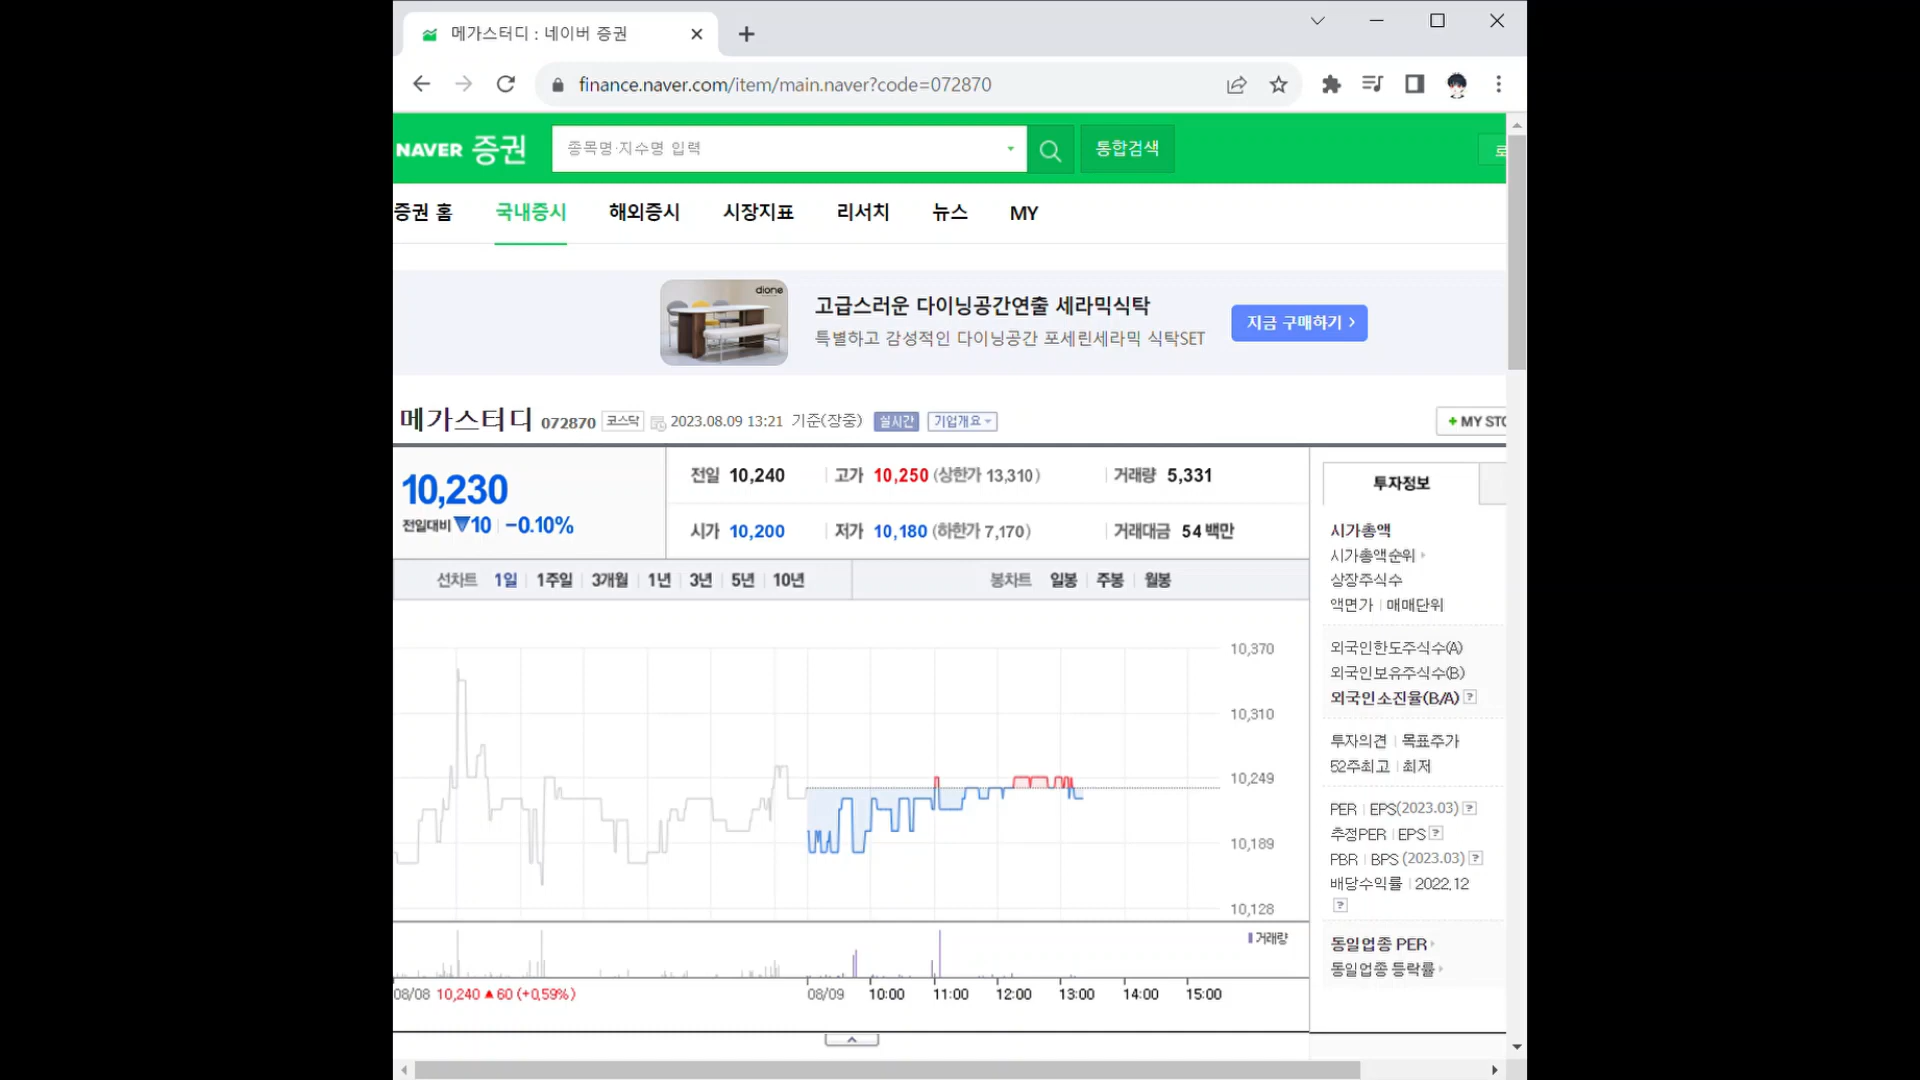 메가스터디 : 네이버 증권
finance.naver.com/item/main.naver?code=072870
NAVER 증권 종목명·지수명 입력 통합검색
증권 홈 국내증시 해외증시 시장지표 리서치 뉴스 MY
dione
고급스러운 다이닝공간연출 세라믹식탁
특별하고 감성적인 다이닝공간 포세린세라믹 식탁SET
지금 구매하기 >
메가스터디 072870 코스닥 2023.08.09 13:21 기준(장중) 실시간 기업개요
+ MY STO
10,230
전일대비 ▼10 -0.10%
전일 10,240 고가 10,250 (상한가 13,310) 거래량 5,331
시가 10,200 저가 10,180 (하한가 7,170) 거래대금 54 백만
선차트 1일 1주일 3개월 1년 3년 5년 10년 봉차트 일봉 주봉 월봉
10,370
10,310
10,249
10,189
10,128
거래량
08/08 10,240 ▲60 (+0.59%) 08/09 10:00 11:00 12:00 13:00 14:00 15:00
투자정보
시가총액
시가총액순위
상장주식수
액면가 | 매매단위
외국인한도주식수(A)
외국인보유주식수(B)
외국인소진율(B/A) ?
투자의견 | 목표주가
52주최고 | 최저
PER | EPS(2023.03) ?
추정PER | EPS ?
PBR | BPS (2023.03) ?
배당수익률 | 2022.12
?
동일업종 PER
동일업종 등락률